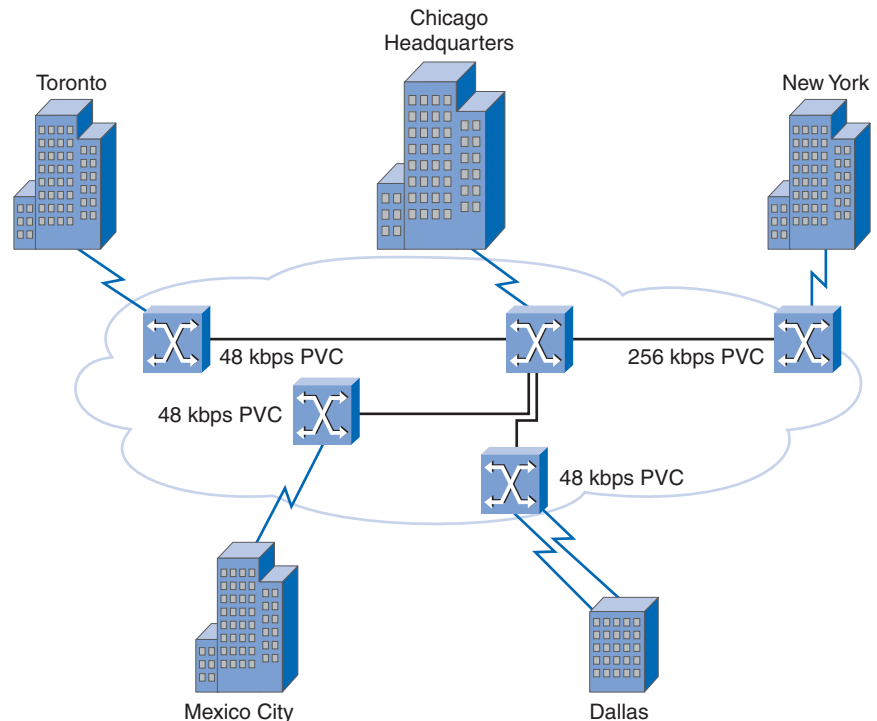 Chicago
Headquarters
Toronto
New York
48 kbps PVC
256 kbps PVC
48 kbps PVC
48 kbps PVC
Mexico City
Dallas